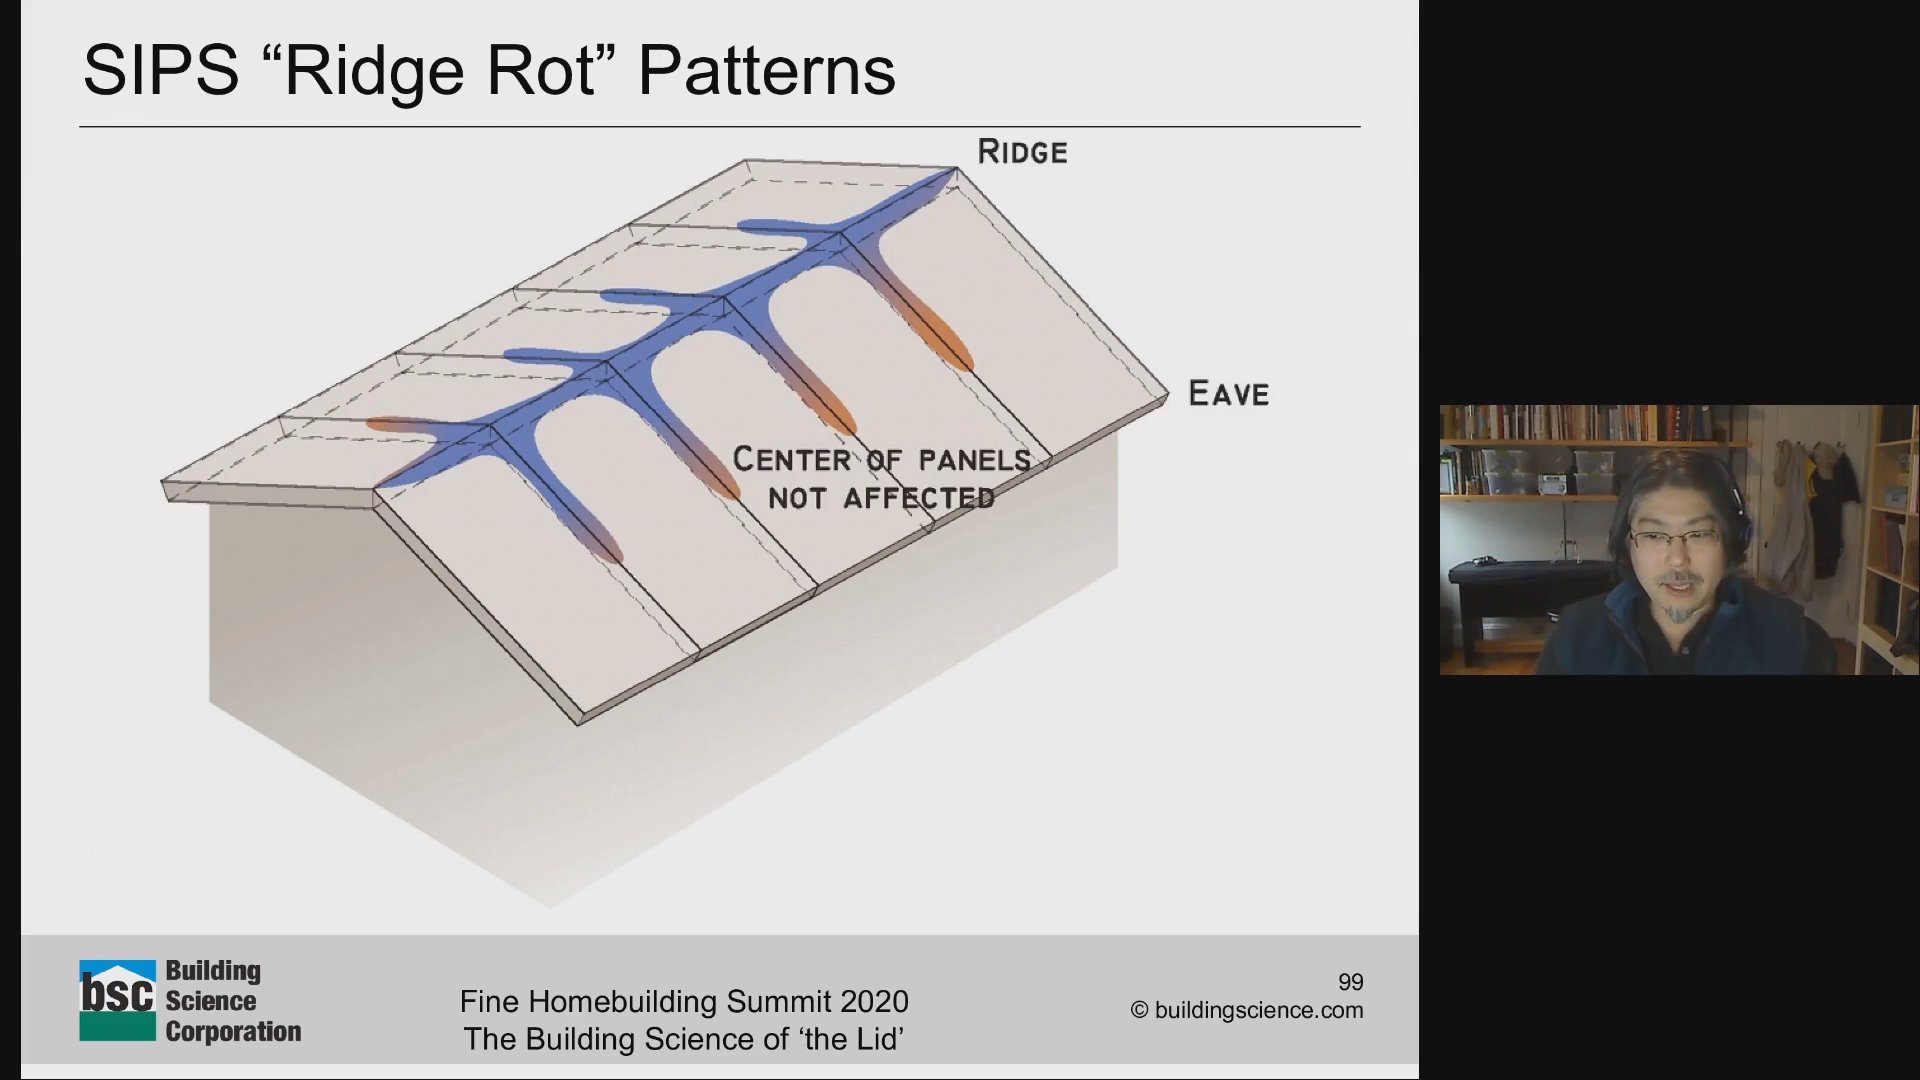 SIPS “Ridge Rot” Patterns
RIDGE
EAVE
CENTER OF PANELS
NOT AFFECTED
bsc
Building
Science
Corporation
Fine Homebuilding Summit 2020
The Building Science of ‘the Lid’
99
© buildingscience.com